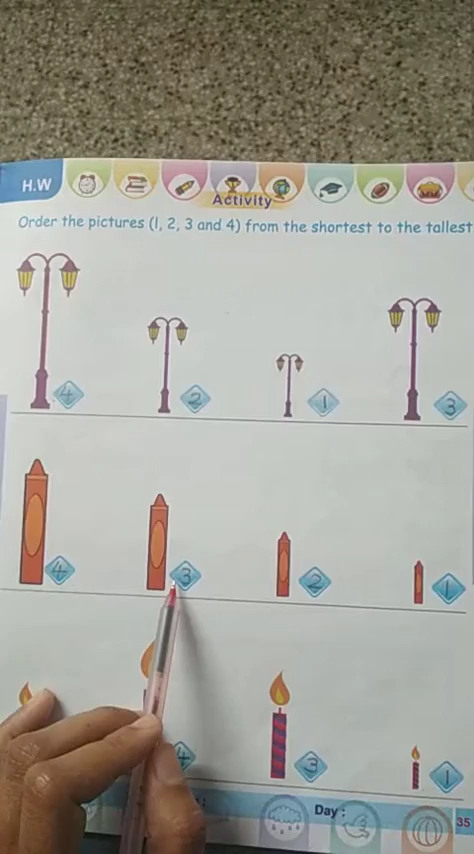 H.W
Activity
Order the pictures (1, 2, 3 and 4) from the shortest to the tallest
4 2 1 3
4 3 2 1
4 3 1
Day :
35